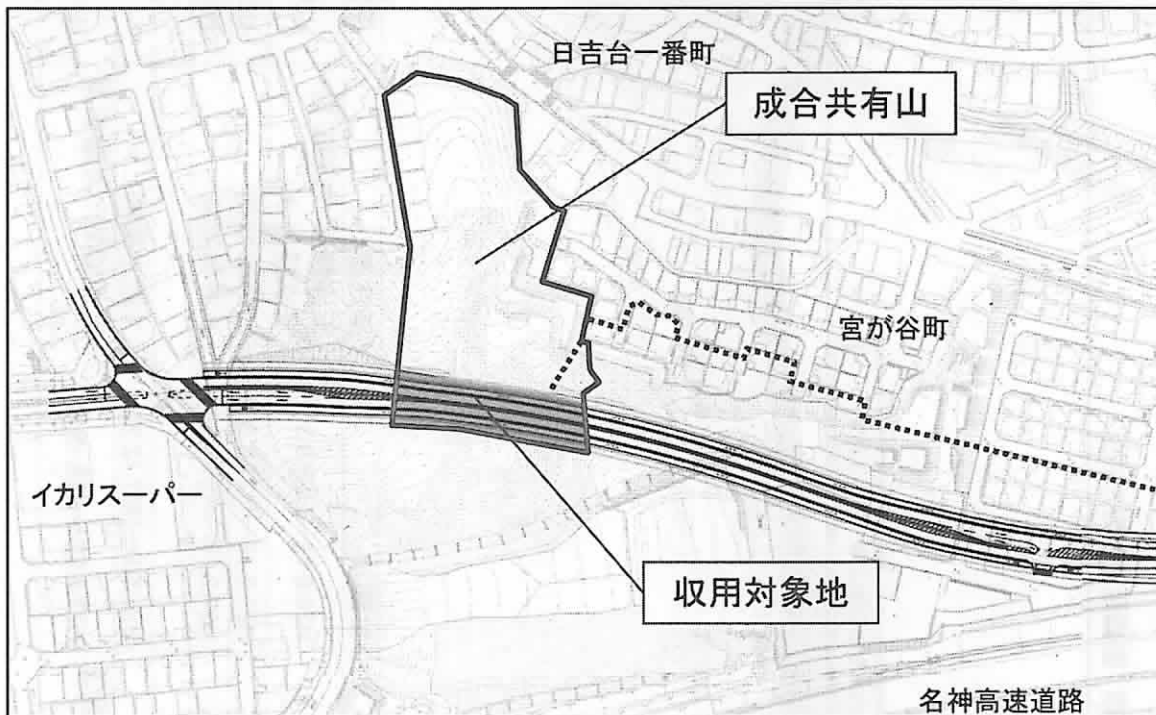 日吉台一番町
成合共有山
宮が谷町
イカリスーパー
収用対象地
名神高速道路